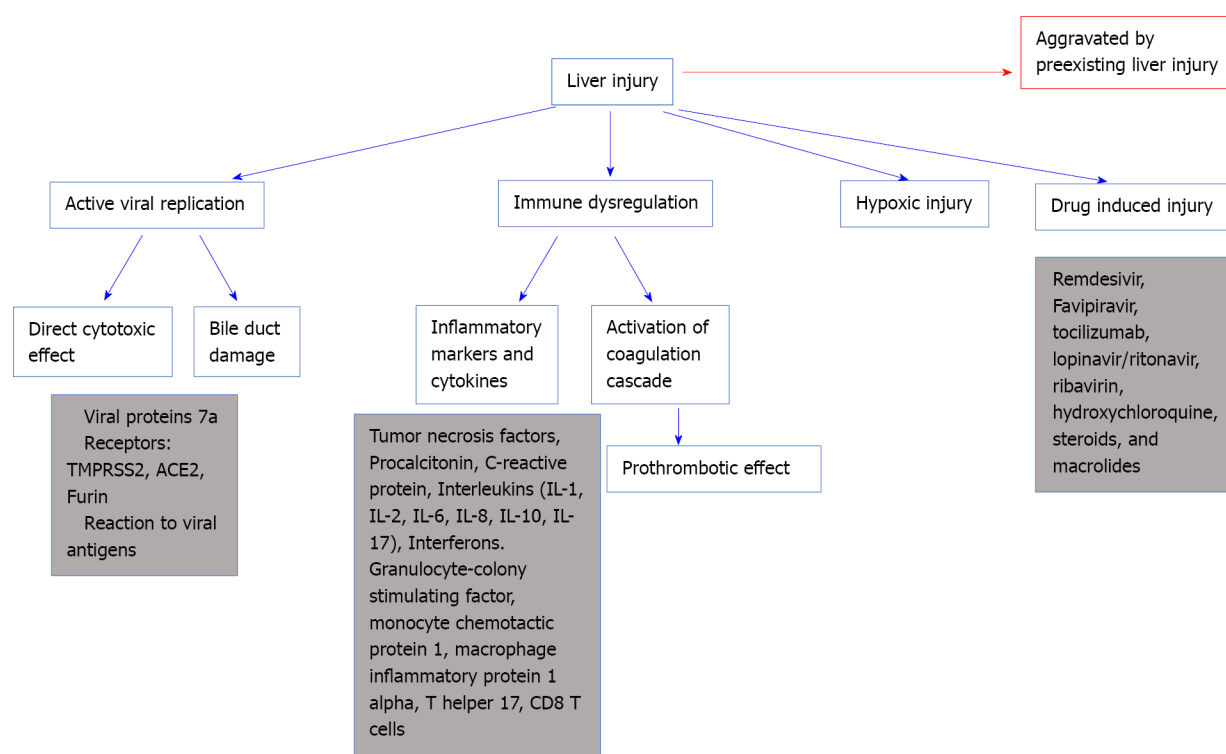 Aggravated by
preexisting liver injury
Liver injury
Active viral replication
Immune dysregulation
Hypoxic injury
Drug induced injury
Direct cytotoxic
effect
Bile duct
damage
Inflammatory
markers and
cytokines
Activation of
coagulation
cascade
Remdesivir,
Favipiravir,
tocilizumab,
lopinavir/ritonavir,
ribavirin,
hydroxychloroquine,
steroids, and
macrolides
Viral proteins 7a
Receptors:
TMPRSS2, ACE2,
Furin
Reaction to viral
antigens
Tumor necrosis factors,
Procalcitonin, C-reactive
protein, Interleukins (IL-1,
IL-2, IL-6, IL-8, IL-10, IL-
17), Interferons.
Granulocyte-colony
stimulating factor,
monocyte chemotactic
protein 1, macrophage
inflammatory protein 1
alpha, T helper 17, CD8 T
cells
Prothrombotic effect